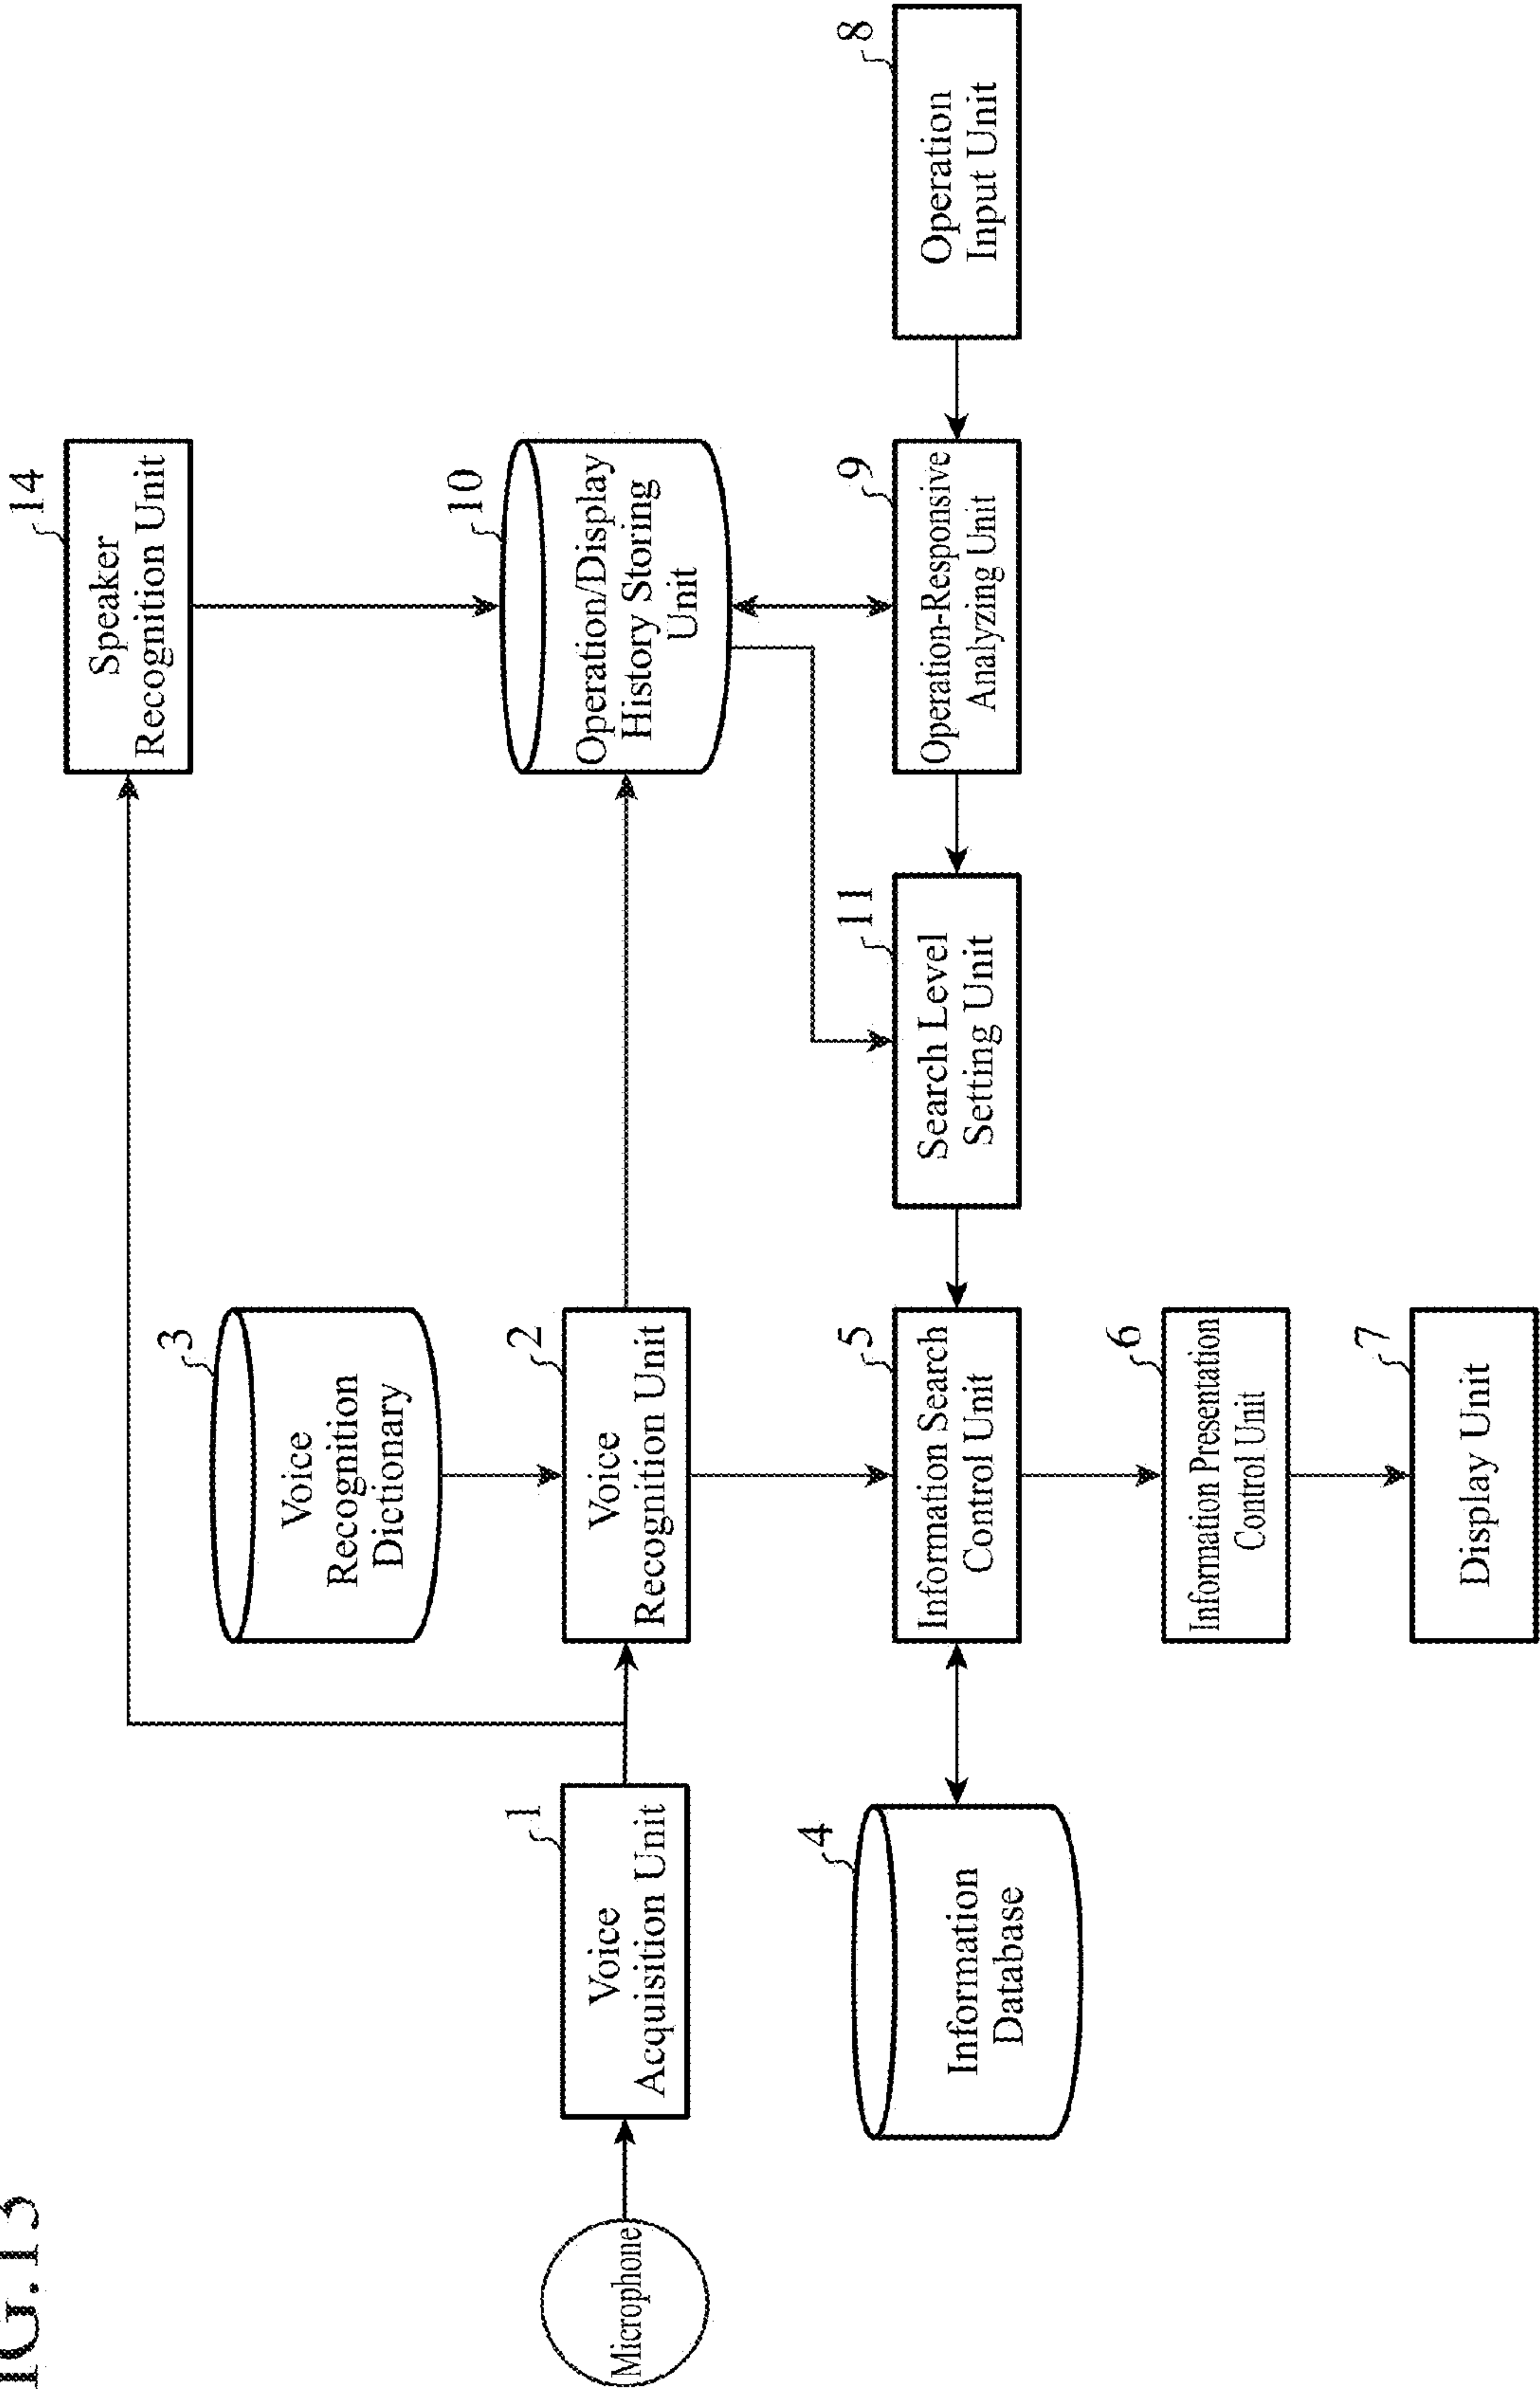 IG.13
14
Speaker
Recognition Unit
3
Voice
Recognition
Dictionary
10
Operation/Display
History Storing
Unit
1
Voice
Acquisition Unit
2
Voice
Recognition Unit
Microphone
4
Information
Database
5
Information Search
Control Unit
11
Search Level
Setting Unit
9
Operation-Responsive
Analyzing Unit
8
Operation
Input Unit
6
Information Presentation
Control Unit
7
Display Unit